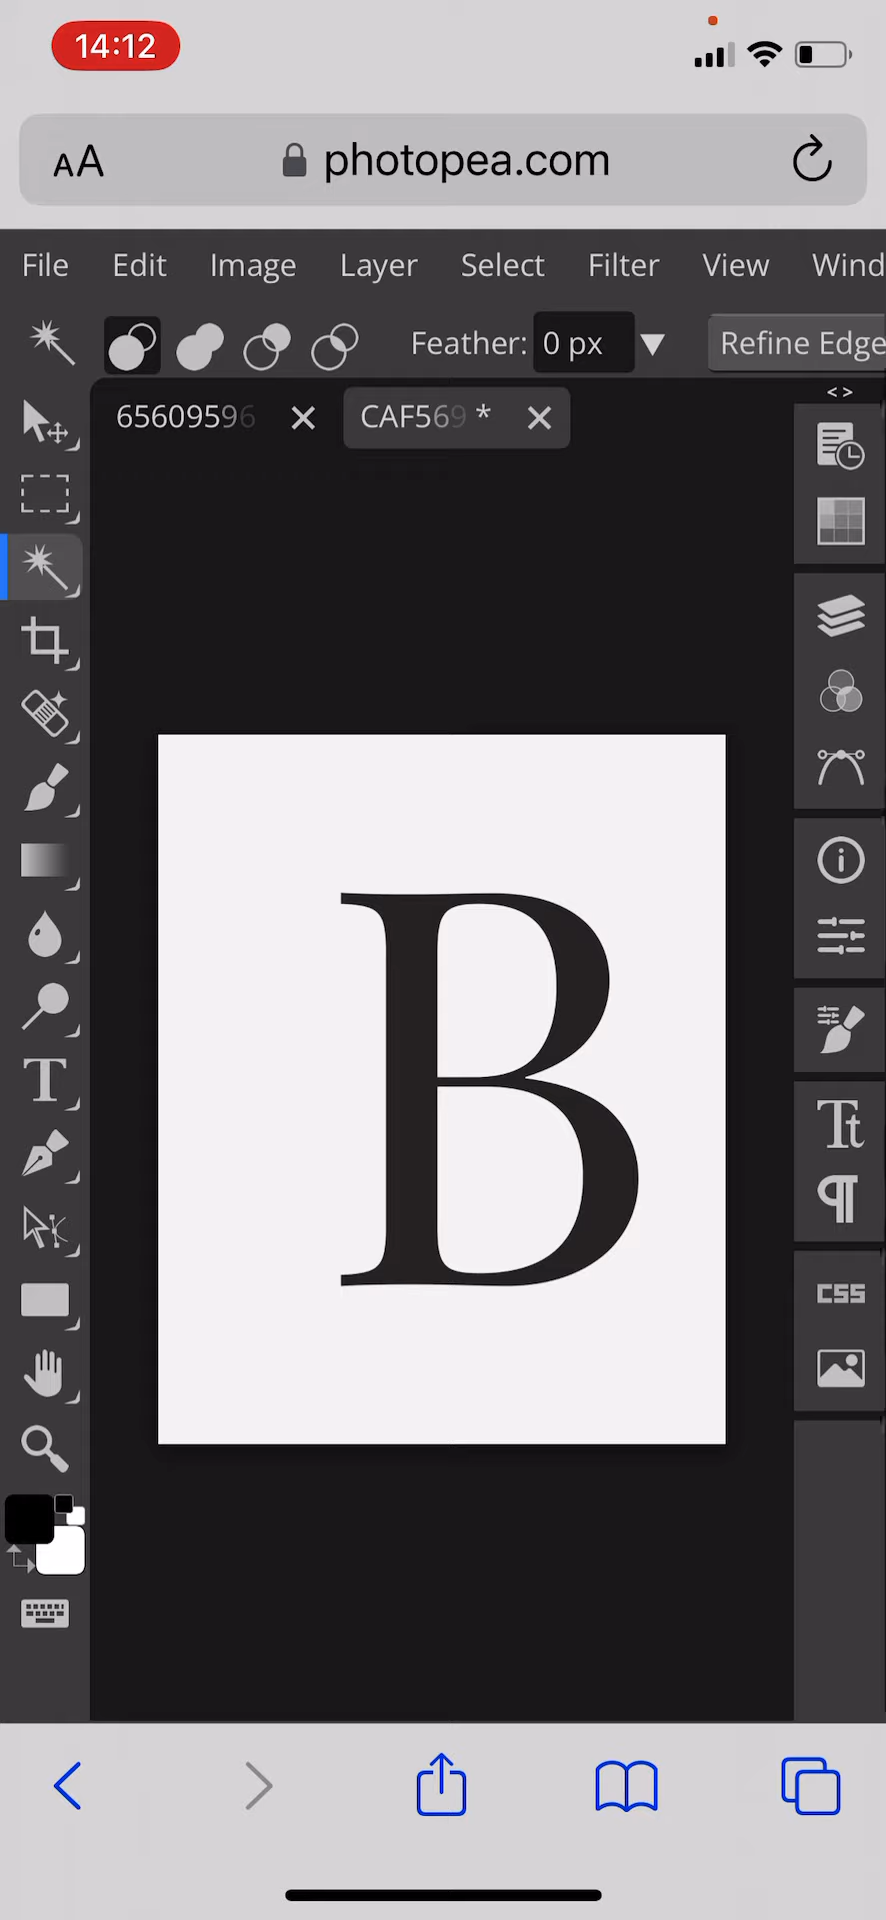 14:12
AA photopea.com
File Edit Image Layer Select Filter View Wind
Feather: 0 px Refine Edge
65609596 CAF569 *
B
T
Tt
¶
CSS